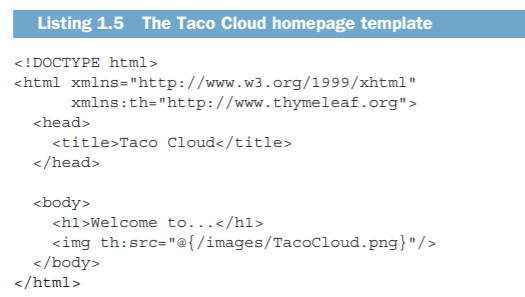 Listing 1.5 The Taco Cloud homepage template
<!DOCTYPE html>
<html xmlns="http://www.w3.org/1999/xhtml"
      xmlns:th="http://www.thymeleaf.org">
  <head>
    <title>Taco Cloud</title>
  </head>
  <body>
    <h1>Welcome to...</h1>
    <img th:src="@{/images/TacoCloud.png}"/>
  </body>
</html>